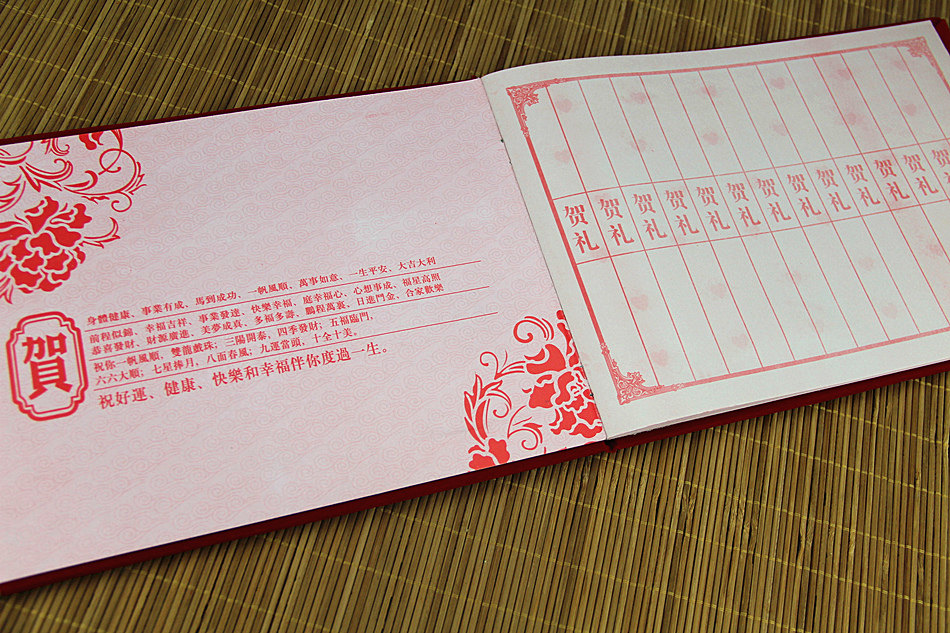 賀
身體健康、事業有成、馬到成功、一帆風順、萬事如意、一生平安、大吉大利
前程似錦、幸福吉祥、事業發達、快樂幸福、庭幸福心、心想事成、福星高照
恭喜發財、財源廣進、美夢成真、多福多壽、鵬程萬裏、日進門金、合家歡樂
祝你一帆風順，雙龍戲珠；三陽開泰，四季發財；五福臨門，
六六大順；七星捧月，八面春風；九運當頭，十全十美。
祝好運、健康、快樂和幸福伴你度過一生。
贺礼 贺礼 贺礼 贺礼 贺礼 贺礼 贺礼 贺礼 贺礼 贺礼 贺礼 贺礼 贺礼